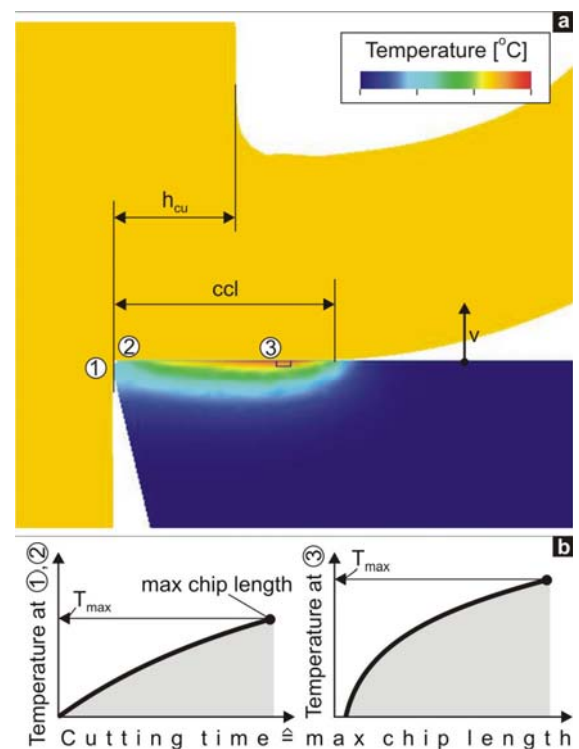 a
Temperature [°C]
h_cu
ccl
② ③
①
v
b
Temperature at ①,②
T_max
max chip length
Temperature at ③
T_max
Cutting time ⇒ max chip length